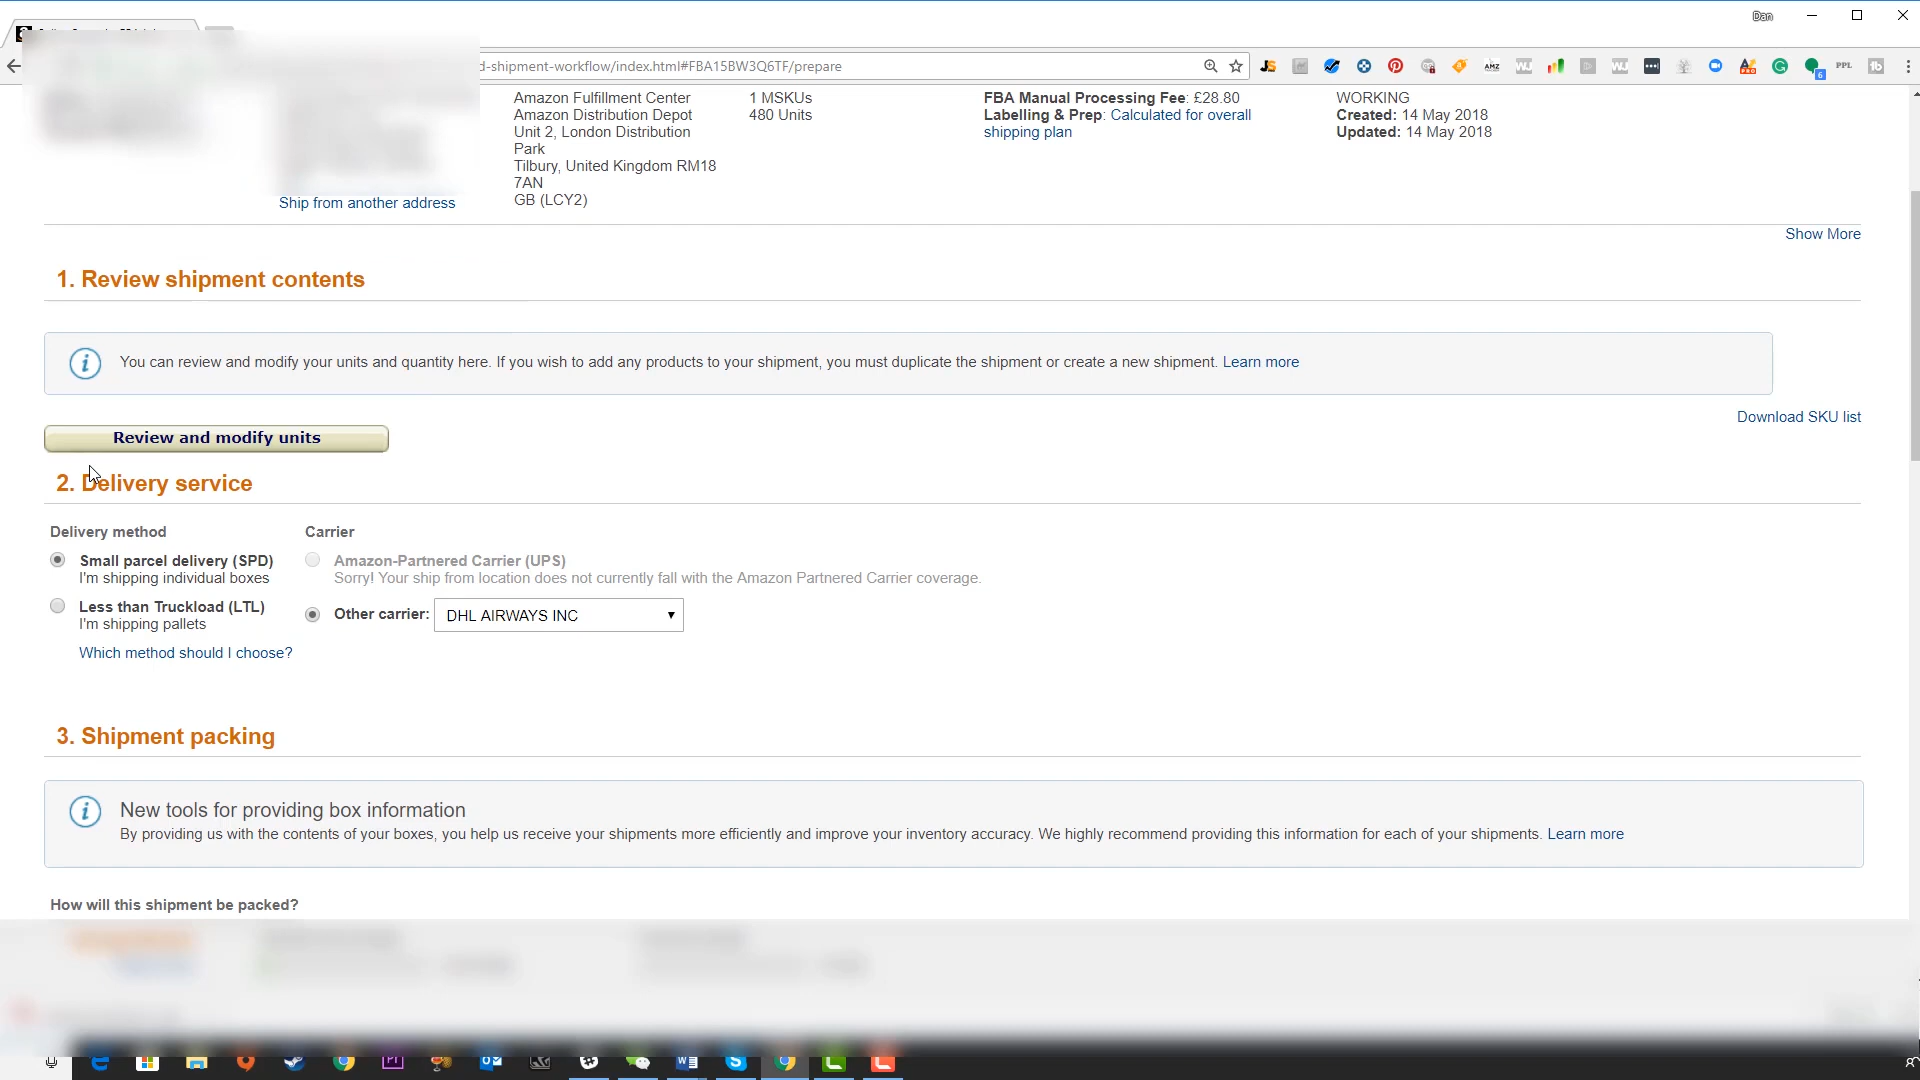 Dan
d-shipment-workflow/index.html#FBA15BW3Q6TF/prepare
Amazon Fulfillment Center
Amazon Distribution Depot
Unit 2, London Distribution
Park
Tilbury, United Kingdom RM18
7AN
GB (LCY2)
1 MSKUs
480 Units
FBA Manual Processing Fee: £28.80
Labelling & Prep: Calculated for overall
shipping plan
WORKING
Created: 14 May 2018
Updated: 14 May 2018
Ship from another address
Show More
1. Review shipment contents
You can review and modify your units and quantity here. If you wish to add any products to your shipment, you must duplicate the shipment or create a new shipment. Learn more
Download SKU list
Review and modify units
2. Delivery service
Delivery method
Small parcel delivery (SPD)
I'm shipping individual boxes
Less than Truckload (LTL)
I'm shipping pallets
Which method should I choose?
Carrier
Amazon-Partnered Carrier (UPS)
Sorry! Your ship from location does not currently fall with the Amazon Partnered Carrier coverage.
Other carrier: DHL AIRWAYS INC
3. Shipment packing
New tools for providing box information
By providing us with the contents of your boxes, you help us receive your shipments more efficiently and improve your inventory accuracy. We highly recommend providing this information for each of your shipments. Learn more
How will this shipment be packed?